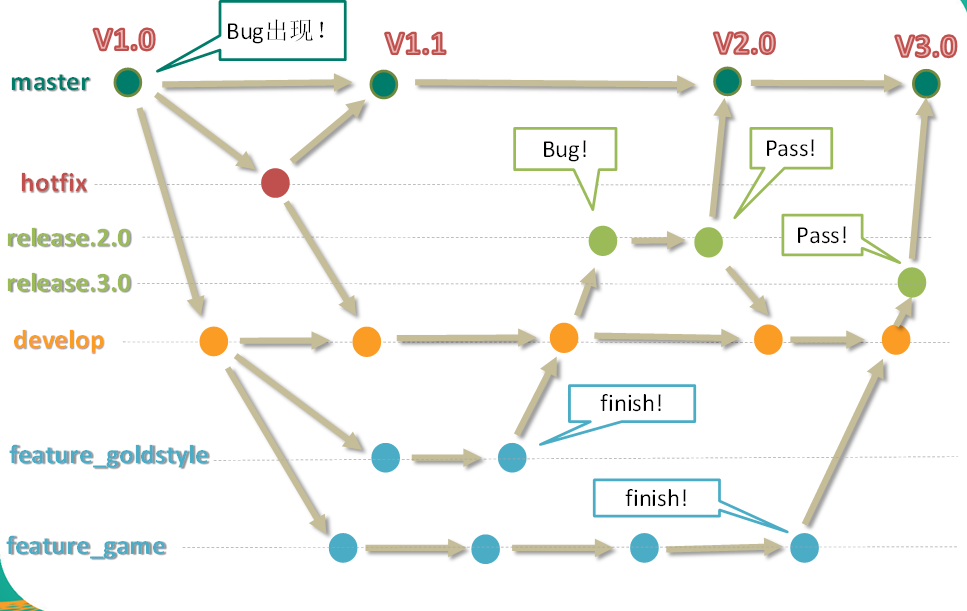 Bug出现！
V1.0
V1.1
V2.0
V3.0
master
Bug!
Pass!
hotfix
release.2.0
Pass!
release.3.0
develop
finish!
feature_goldstyle
finish!
feature_game